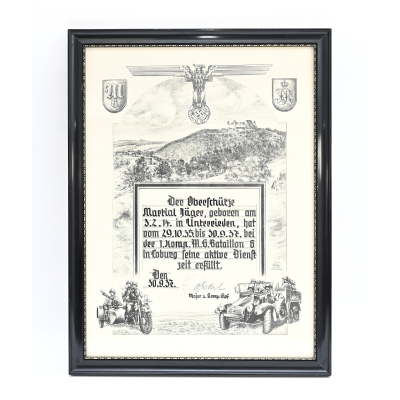 Der Oberschütze
Martial Jäger, geboren am
3.2.14. in Unterrieden, hat
vom 29.10.35 bis 30.9.37. bei
der 1.Komp. M.G. Bataillon 6
in Coburg seine aktive Dienst
zeit erfüllt.
Den
30.9.37.
Major u. Komp. Chef